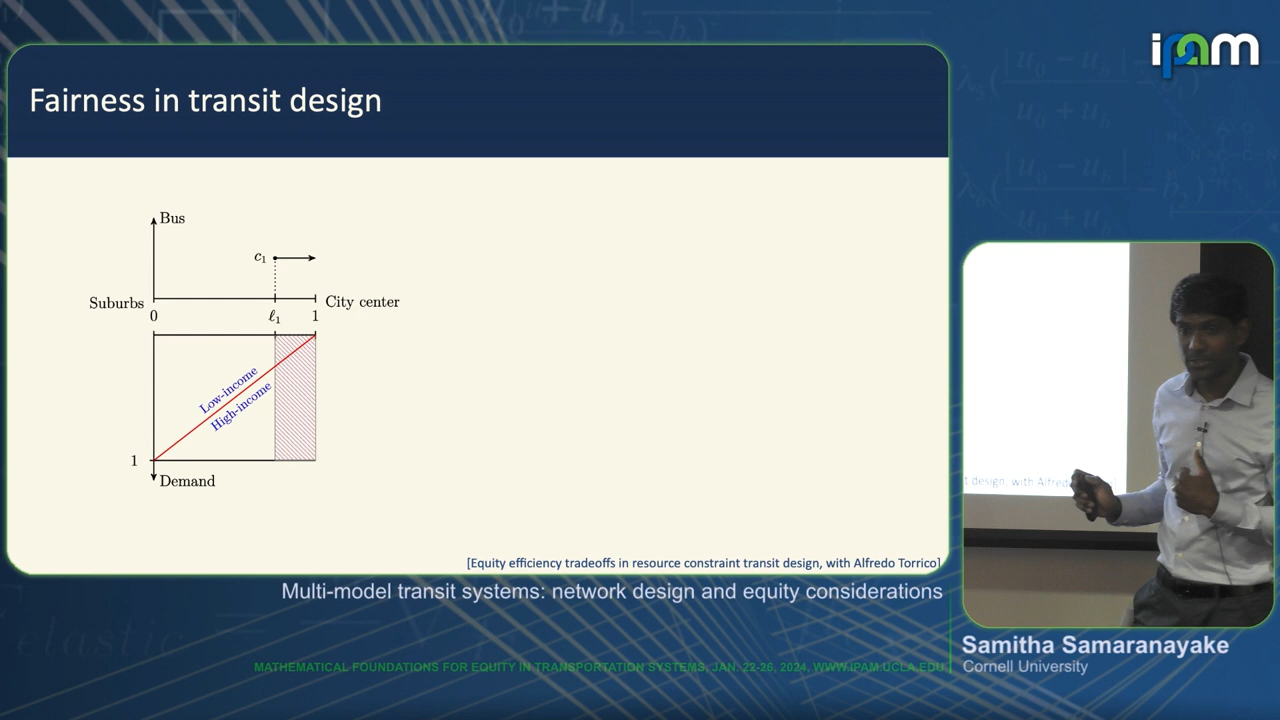 ipam
Fairness in transit design
Bus
c₁
Suburbs
City center
0
ℓ₁
1
Low-income
High-income
1
Demand
[Equity efficiency tradeoffs in resource constraint transit design, with Alfredo Torrico]
t design, with Alfred
Multi-model transit systems: network design and equity considerations
Samitha Samaranayake
Cornell University
MATHEMATICAL FOUNDATIONS FOR EQUITY IN TRANSPORTATION SYSTEMS, JAN. 22-26, 2024, WWW.IPAM.UCLA.EDU